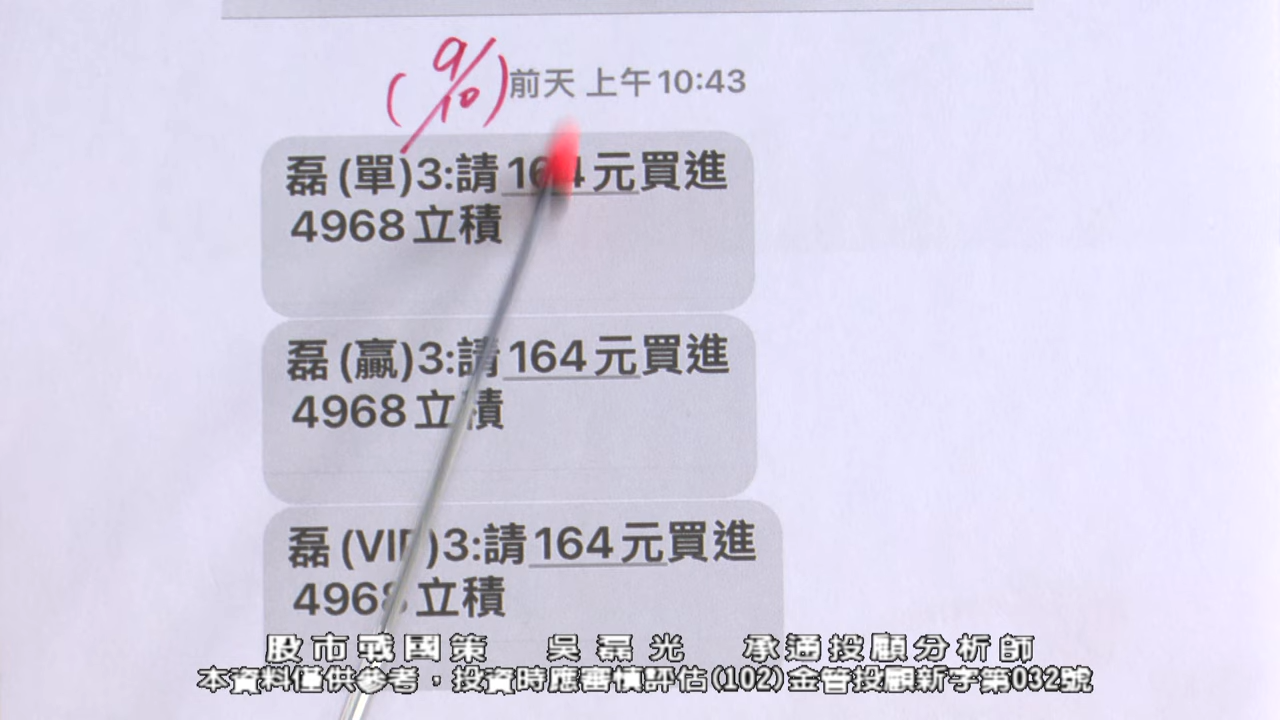 (9/10) 前天 上午10:43
磊(單)3:請164元買進
4968立積
磊(贏)3:請164元買進
4968立積
磊(VIP)3:請164元買進
4968立積
股市戰國策 吳磊光 承通投顧分析師
本資料僅供參考，投資時應審慎評估(102)金管投顧新字第032號